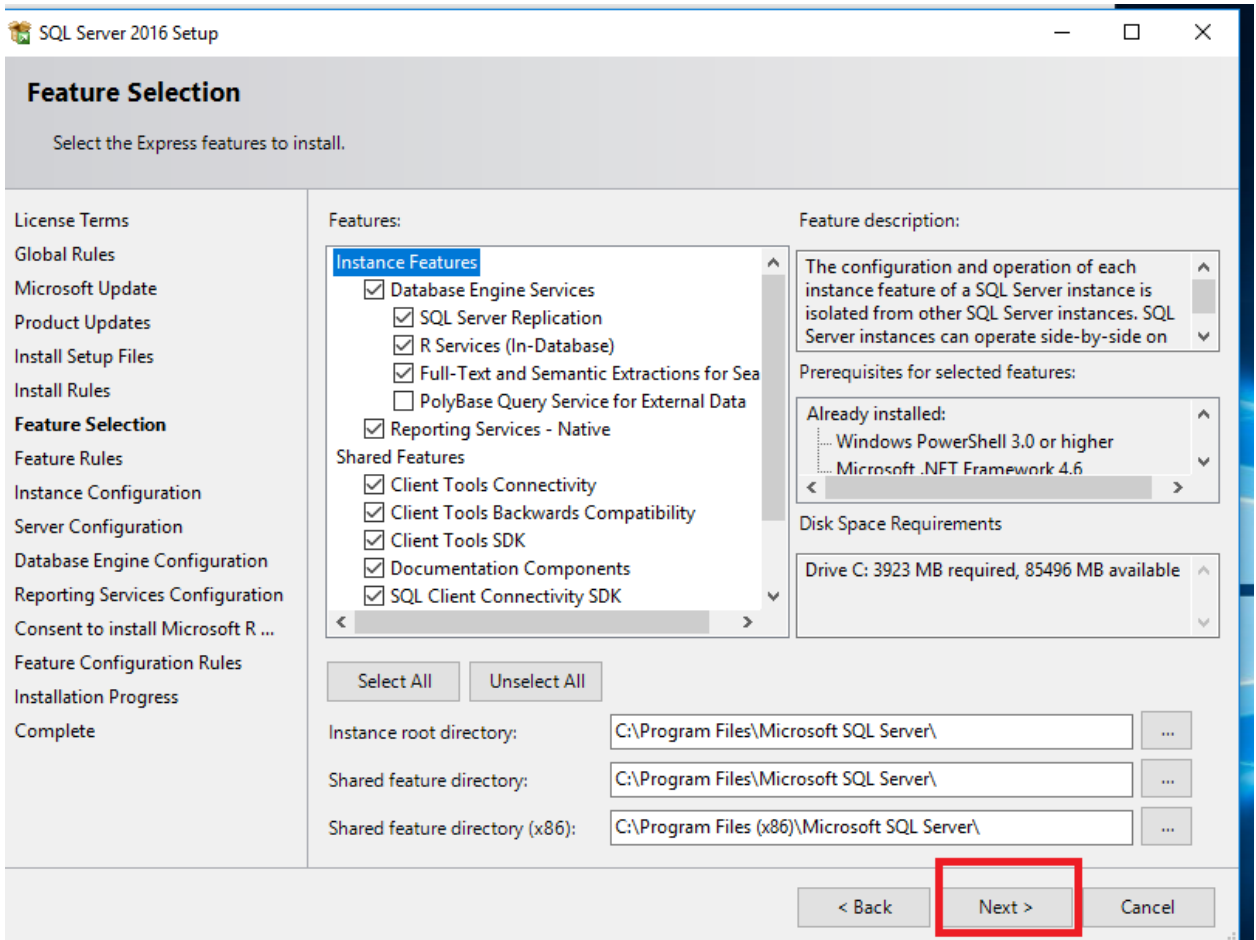 SQL Server 2016 Setup
Feature Selection
Select the Express features to install.
License Terms
Global Rules
Microsoft Update
Product Updates
Install Setup Files
Install Rules
Feature Selection
Feature Rules
Instance Configuration
Server Configuration
Database Engine Configuration
Reporting Services Configuration
Consent to install Microsoft R ...
Feature Configuration Rules
Installation Progress
Complete
Features:
Instance Features
Database Engine Services
SQL Server Replication
R Services (In-Database)
Full-Text and Semantic Extractions for Sea
PolyBase Query Service for External Data
Reporting Services - Native
Shared Features
Client Tools Connectivity
Client Tools Backwards Compatibility
Client Tools SDK
Documentation Components
SQL Client Connectivity SDK
Feature description:
The configuration and operation of each
instance feature of a SQL Server instance is
isolated from other SQL Server instances. SQL
Server instances can operate side-by-side on
Prerequisites for selected features:
Already installed:
Windows PowerShell 3.0 or higher
Microsoft .NET Framework 4.6
Disk Space Requirements
Drive C: 3923 MB required, 85496 MB available
Select All
Unselect All
Instance root directory:
C:\Program Files\Microsoft SQL Server\
...
Shared feature directory:
C:\Program Files\Microsoft SQL Server\
...
Shared feature directory (x86):
C:\Program Files (x86)\Microsoft SQL Server\
...
< Back
Next >
Cancel